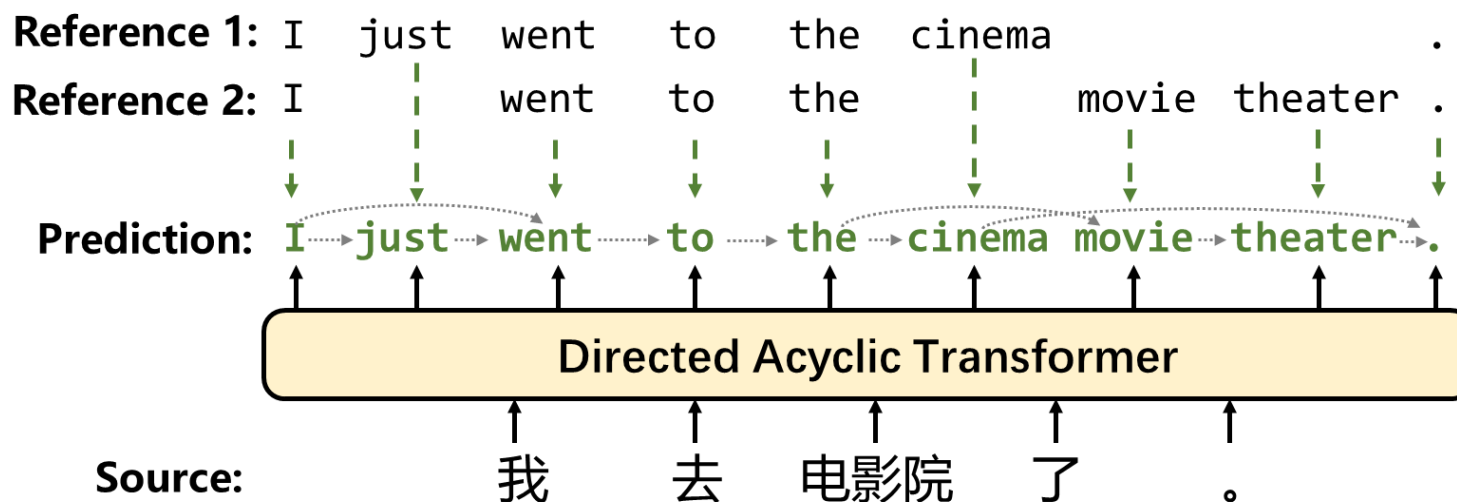 Reference 1: I just went to the cinema .
Reference 2: I went to the movie theater .
Prediction: I just went to the cinema movie theater .
Directed Acyclic Transformer
Source: 我 去 电影院 了 。